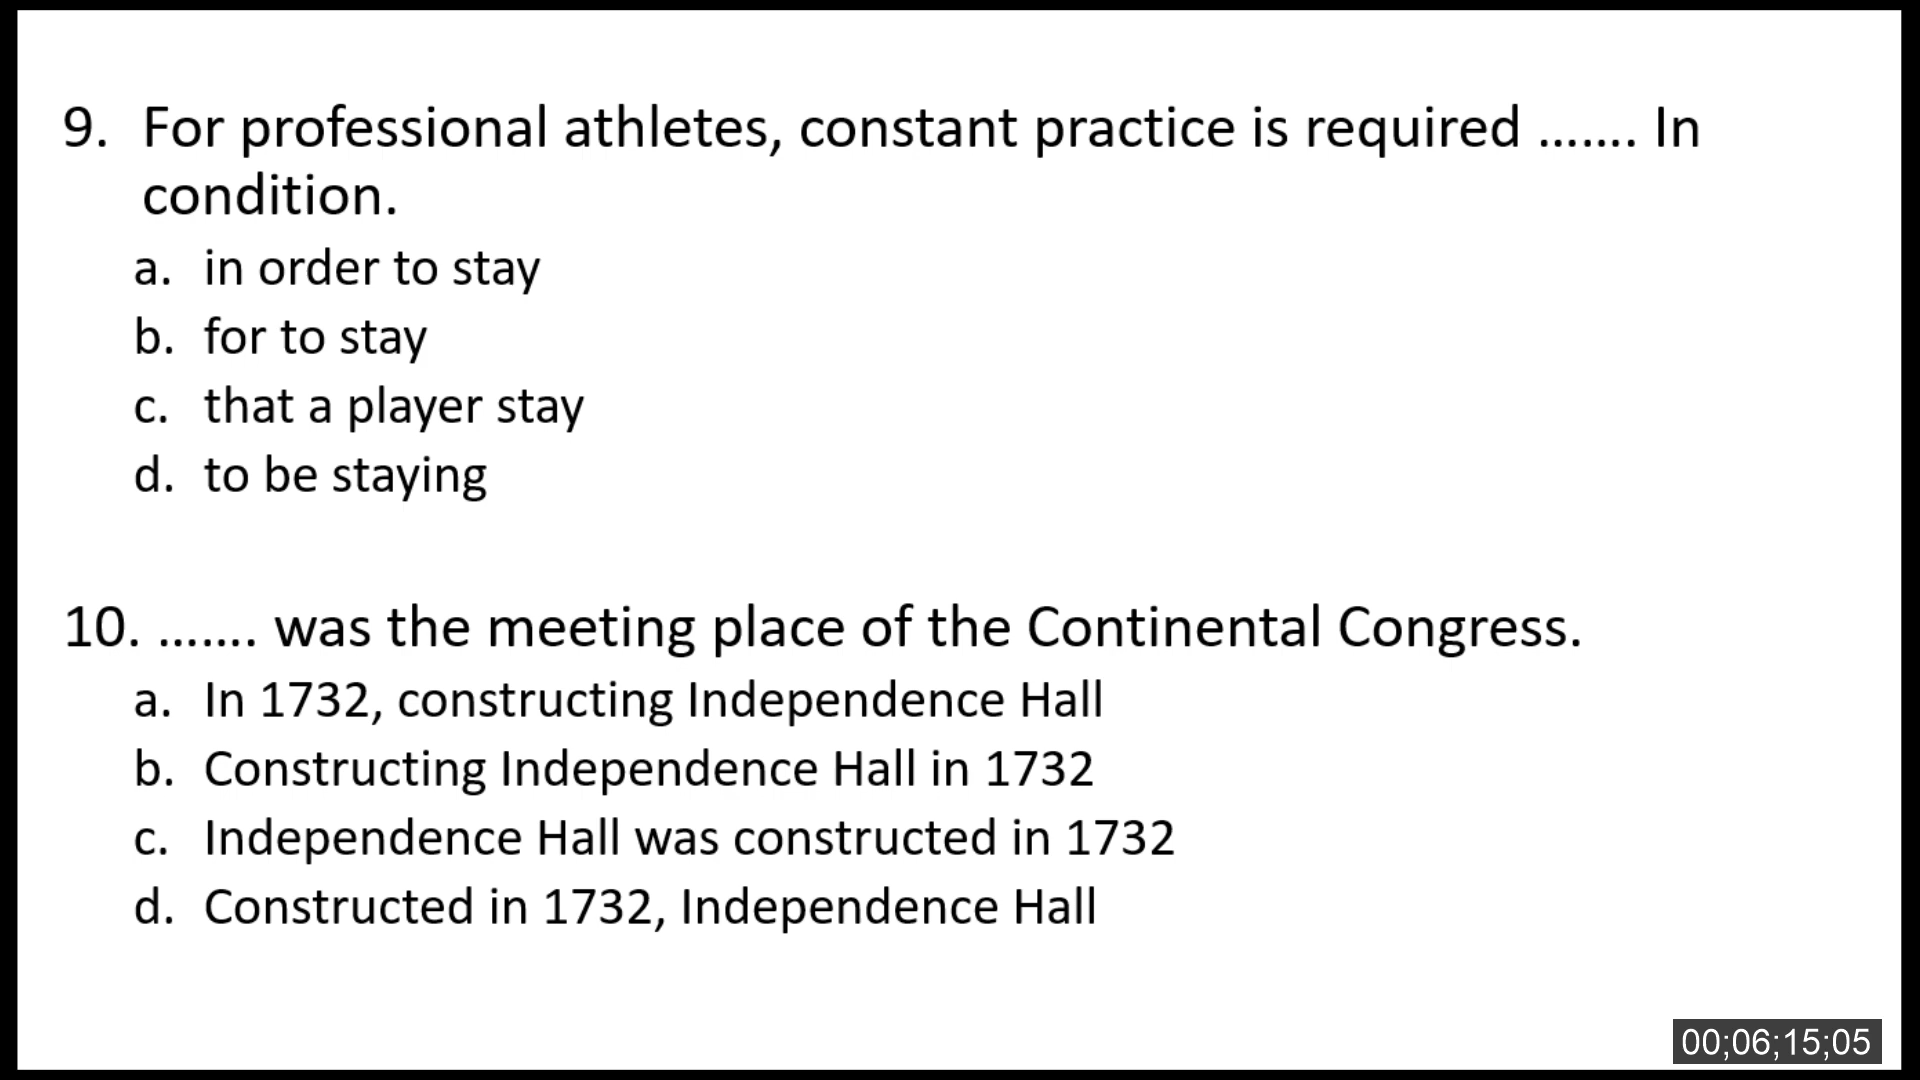 9. For professional athletes, constant practice is required ....... In
condition.
a. in order to stay
b. for to stay
c. that a player stay
d. to be staying
10. ....... was the meeting place of the Continental Congress.
a. In 1732, constructing Independence Hall
b. Constructing Independence Hall in 1732
c. Independence Hall was constructed in 1732
d. Constructed in 1732, Independence Hall
00;06;15;05